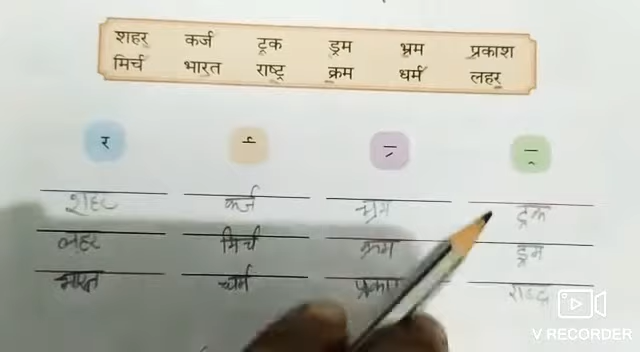 शहर कर्ज ट्रक ड्रम भ्रम प्रकाश
मिर्च भारत राष्ट्र क्रम धर्म लहर
र
शहर कर्ज भ्रम ट्रक
लहर मिर्च क्रम ड्रम
भारत धर्म राष्ट्र
V RECORDER